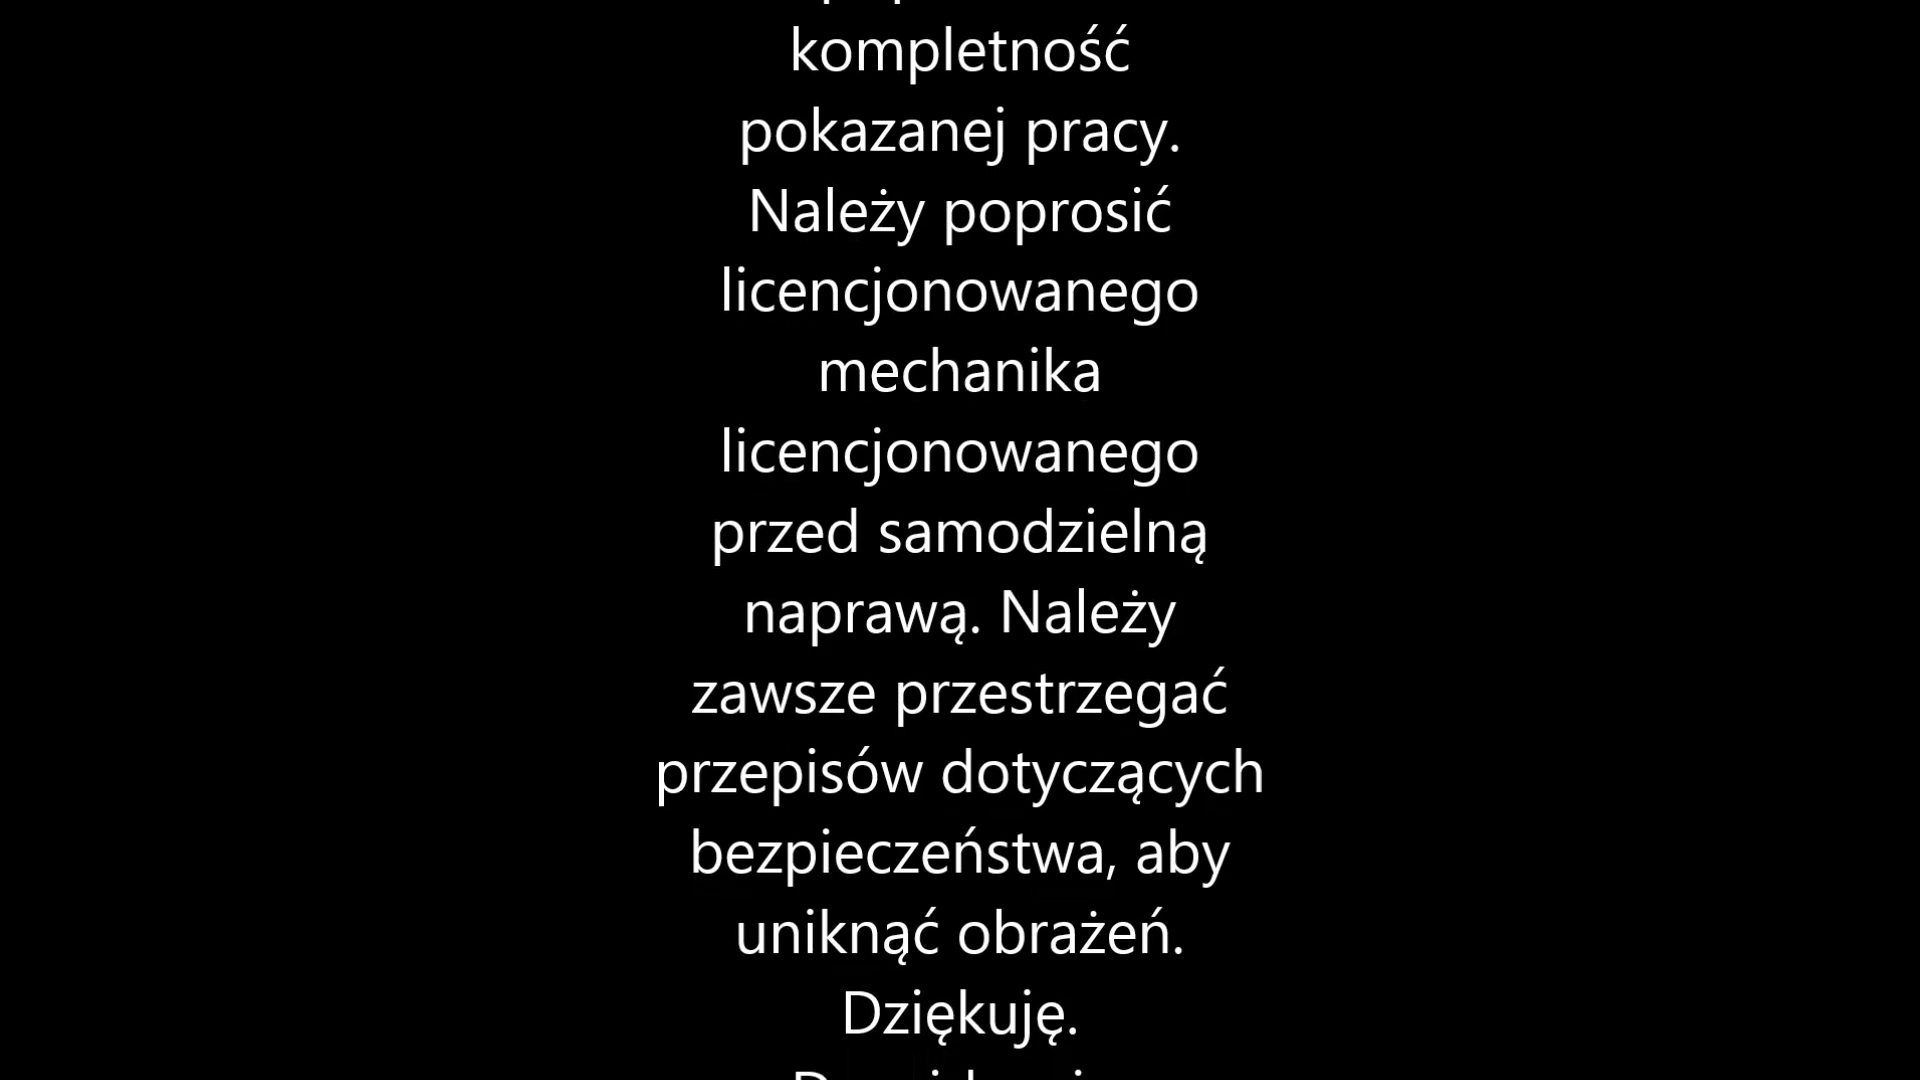 kompletność
pokazanej pracy.
Należy poprosić
licencjonowanego
mechanika
licencjonowanego
przed samodzielną
naprawą. Należy
zawsze przestrzegać
przepisów dotyczących
bezpieczeństwa, aby
uniknąć obrażeń.
Dziękuję.